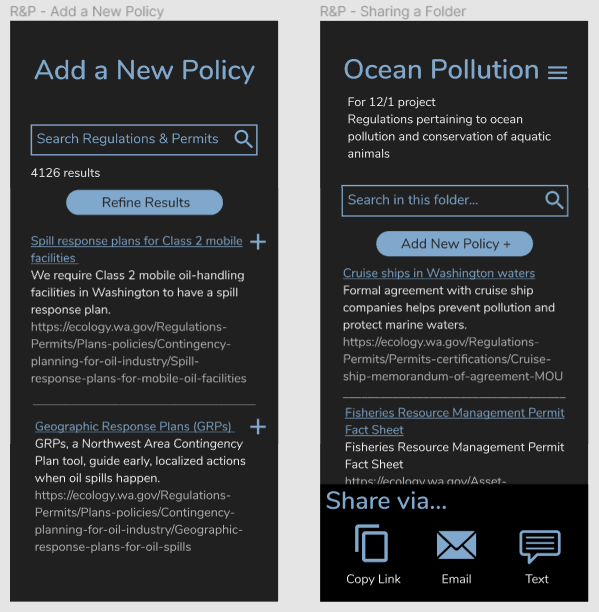 R&P - Add a New Policy
Add a New Policy
Search Regulations & Permits
4126 results
Refine Results
Spill response plans for Class 2 mobile
facilities
We require Class 2 mobile oil-handling
facilities in Washington to have a spill
response plan.
https://ecology.wa.gov/Regulations-
Permits/Plans-policies/Contingency-
planning-for-oil-industry/Spill-
response-plans-for-mobile-oil-facilities
Geographic Response Plans (GRPs)
GRPs, a Northwest Area Contingency
Plan tool, guide early, localized actions
when oil spills happen.
https://ecology.wa.gov/Regulations-
Permits/Plans-policies/Contingency-
planning-for-oil-industry/Geographic-
response-plans-for-oil-spills
R&P - Sharing a Folder
Ocean Pollution
For 12/1 project
Regulations pertaining to ocean
pollution and conservation of aquatic
animals
Search in this folder...
Add New Policy +
Cruise ships in Washington waters
Formal agreement with cruise ship
companies helps prevent pollution and
protect marine waters.
https://ecology.wa.gov/Regulations-
Permits/Permits-certifications/Cruise-
ship-memorandum-of-agreement-MOU
Fisheries Resource Management Permit
Fact Sheet
Fisheries Resource Management Permit
Fact Sheet
https://ecology.wa.gov/Asset-
Share via...
Copy Link
Email
Text